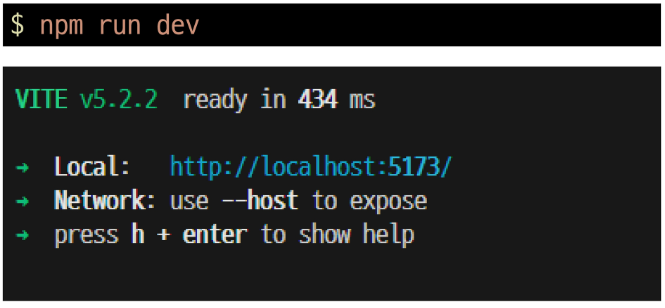 $ npm run dev
VITE v5.2.2 ready in 434 ms
➜ Local: http://localhost:5173/
➜ Network: use --host to expose
➜ press h + enter to show help